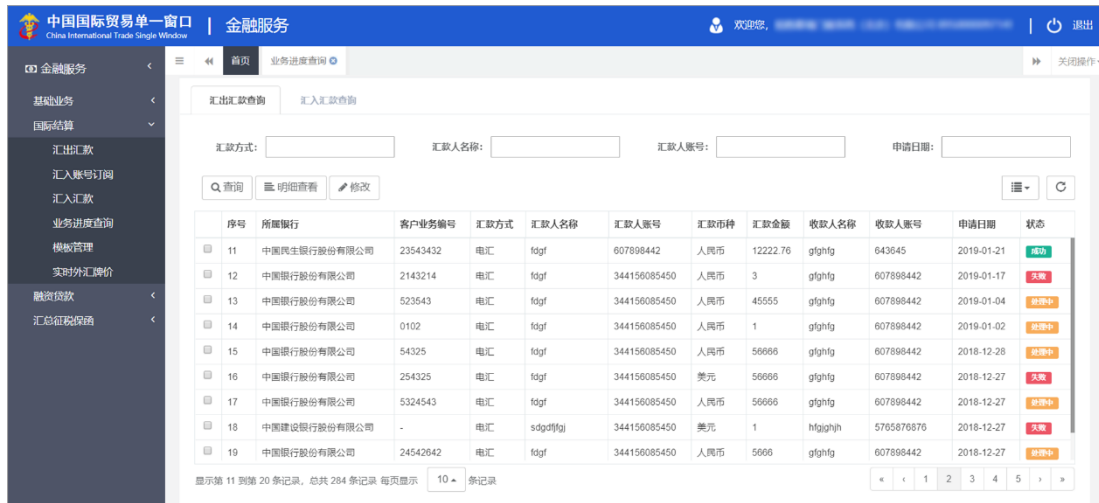 中国国际贸易单一窗口 | 金融服务 欢迎您, 退出
China International Trade Single Window
金融服务 首页 业务进度查询 关闭操作
基础业务 汇出汇款查询 汇入汇款查询
国际结算
汇出汇款 汇款方式: 汇款人名称: 汇款人账号: 申请日期:
汇入账号订阅
汇入汇款 查询 明细查看 修改
业务进度查询
模板管理
实时外汇牌价
融资贷款
汇总征税保函
序号 所属银行 客户业务编号 汇款方式 汇款人名称 汇款人账号 汇款币种 汇款金额 收款人名称 收款人账号 申请日期 状态
11 中国民生银行股份有限公司 23543432 电汇 fdgf 607898442 人民币 12222.76 gfghfg 643645 2019-01-21 成功
12 中国银行股份有限公司 2143214 电汇 fdgf 344156085450 人民币 3 gfghfg 607898442 2019-01-17 失败
13 中国银行股份有限公司 523543 电汇 fdgf 344156085450 人民币 45555 gfghfg 607898442 2019-01-04 处理中
14 中国银行股份有限公司 0102 电汇 fdgf 344156085450 人民币 1 gfghfg 607898442 2019-01-02 处理中
15 中国银行股份有限公司 54325 电汇 fdgf 344156085450 人民币 56666 gfghfg 607898442 2018-12-28 处理中
16 中国银行股份有限公司 254325 电汇 fdgf 344156085450 美元 56666 gfghfg 607898442 2018-12-27 失败
17 中国银行股份有限公司 5324543 电汇 fdgf 344156085450 人民币 56666 gfghfg 607898442 2018-12-27 处理中
18 中国建设银行股份有限公司 - 电汇 sdgdfjfgj 344156085450 美元 1 hfgjghjh 5765876876 2018-12-27 失败
19 中国银行股份有限公司 24542642 电汇 fdgf 344156085450 人民币 5666 gfghfg 607898442 2018-12-27 处理中
显示第 11 到第 20 条记录，总共 284 条记录 每页显示 10 条记录 « ‹ 1 2 3 4 5 › »